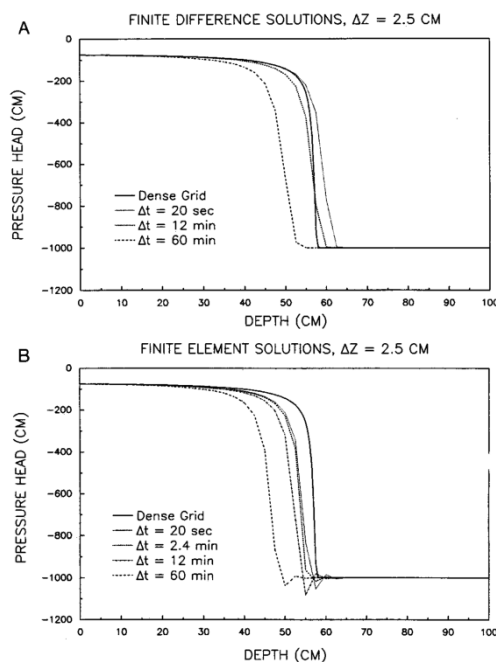 A
FINITE DIFFERENCE SOLUTIONS, ΔZ = 2.5 CM
PRESSURE HEAD (CM)
0
-200
-400
-600
-800
-1000
-1200
Dense Grid
Δt = 20 sec
Δt = 12 min
Δt = 60 min
0 10 20 30 40 50 60 70 80 90 100
DEPTH (CM)
B
FINITE ELEMENT SOLUTIONS, ΔZ = 2.5 CM
PRESSURE HEAD (CM)
0
-200
-400
-600
-800
-1000
-1200
Dense Grid
Δt = 20 sec
Δt = 2.4 min
Δt = 12 min
Δt = 60 min
0 10 20 30 40 50 60 70 80 90 100
DEPTH (CM)